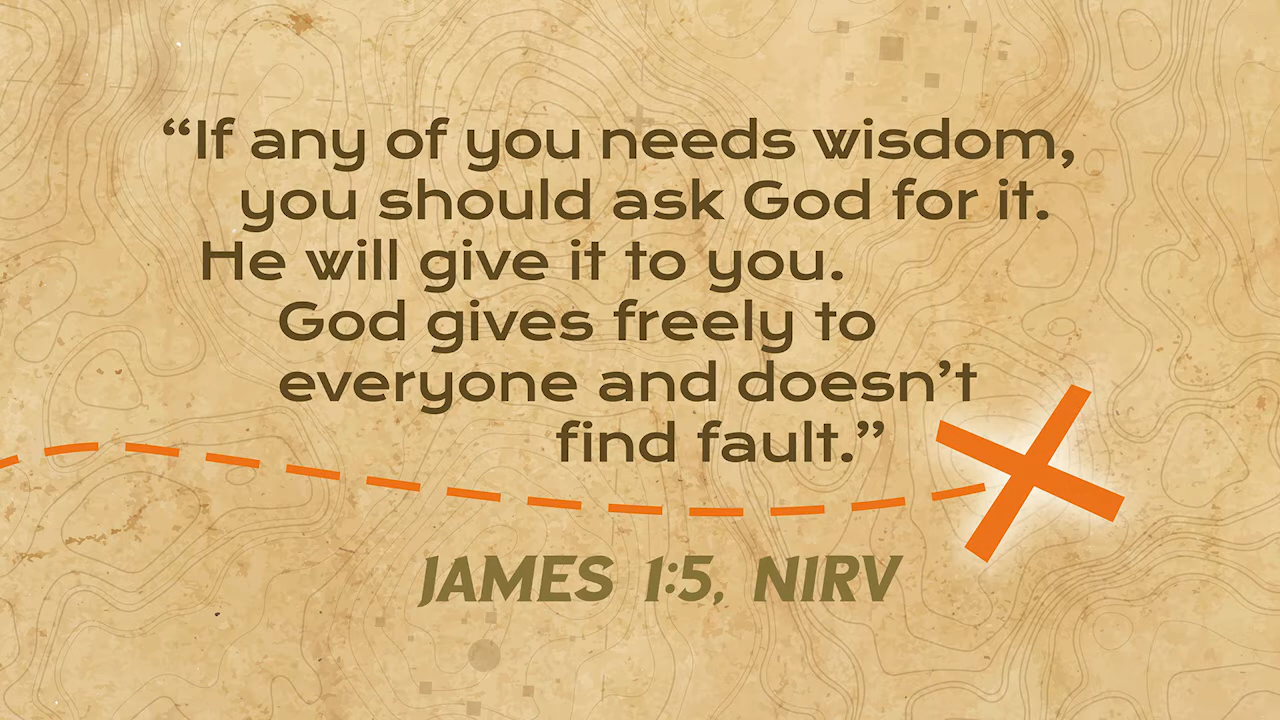 “If any of you needs wisdom,
you should ask God for it.
He will give it to you.
God gives freely to
everyone and doesn’t
find fault.”
JAMES 1:5, NIRV